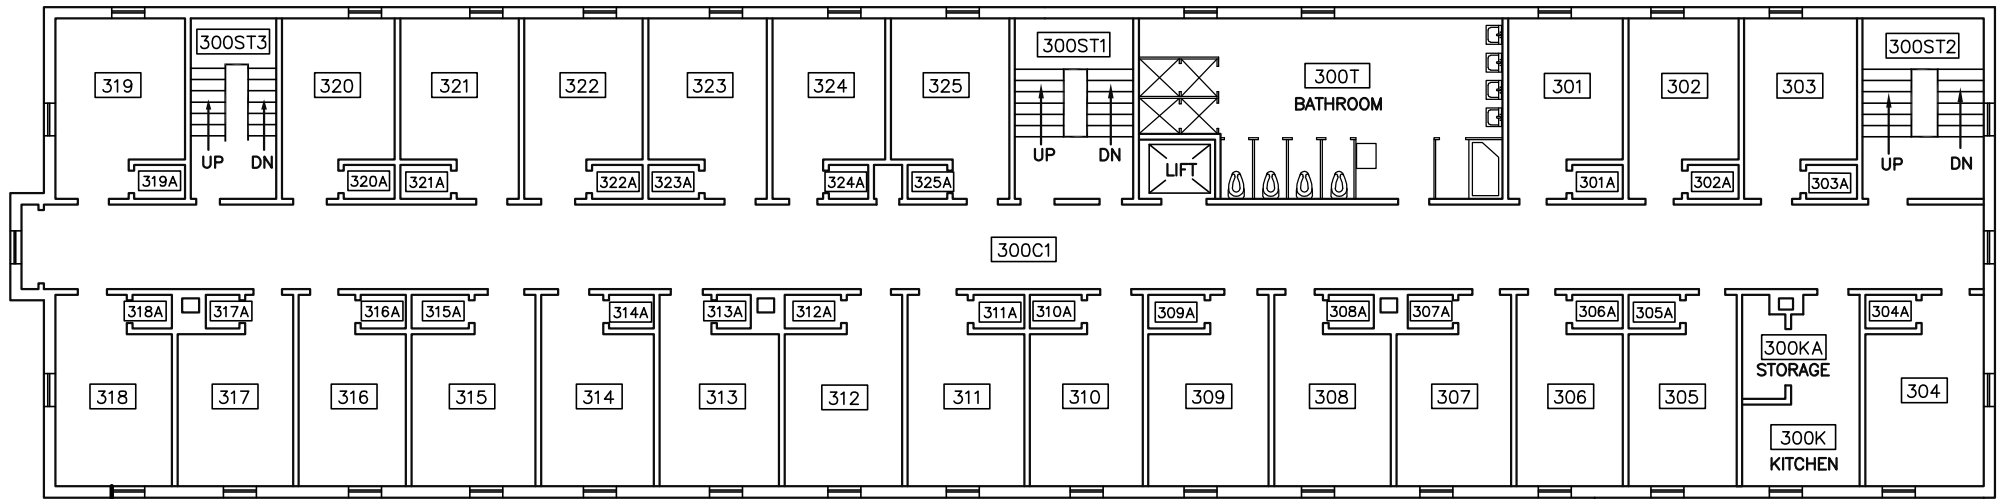 300ST3
300ST1
300ST2
319
320
321
322
323
324
325
300T
BATHROOM
301
302
303
UP
DN
UP
DN
UP
DN
LIFT
319A
320A
321A
322A
323A
324A
325A
301A
302A
303A
300C1
318A
317A
316A
315A
314A
313A
312A
311A
310A
309A
308A
307A
306A
305A
304A
300KA
STORAGE
318
317
316
315
314
313
312
311
310
309
308
307
306
305
304
300K
KITCHEN